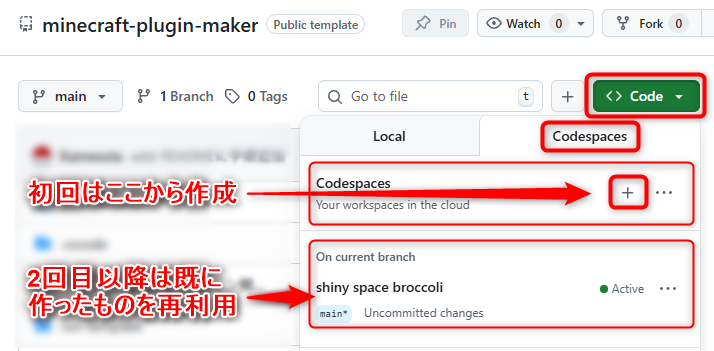 minecraft-plugin-maker Public template Pin Watch 0 Fork 0
main 1 Branch 0 Tags Go to file t Code
Local Codespaces
Codespaces
Your workspaces in the cloud
初回はここから作成
On current branch
shiny space broccoli Active
main* Uncommitted changes
2回目以降は既に
作ったものを再利用